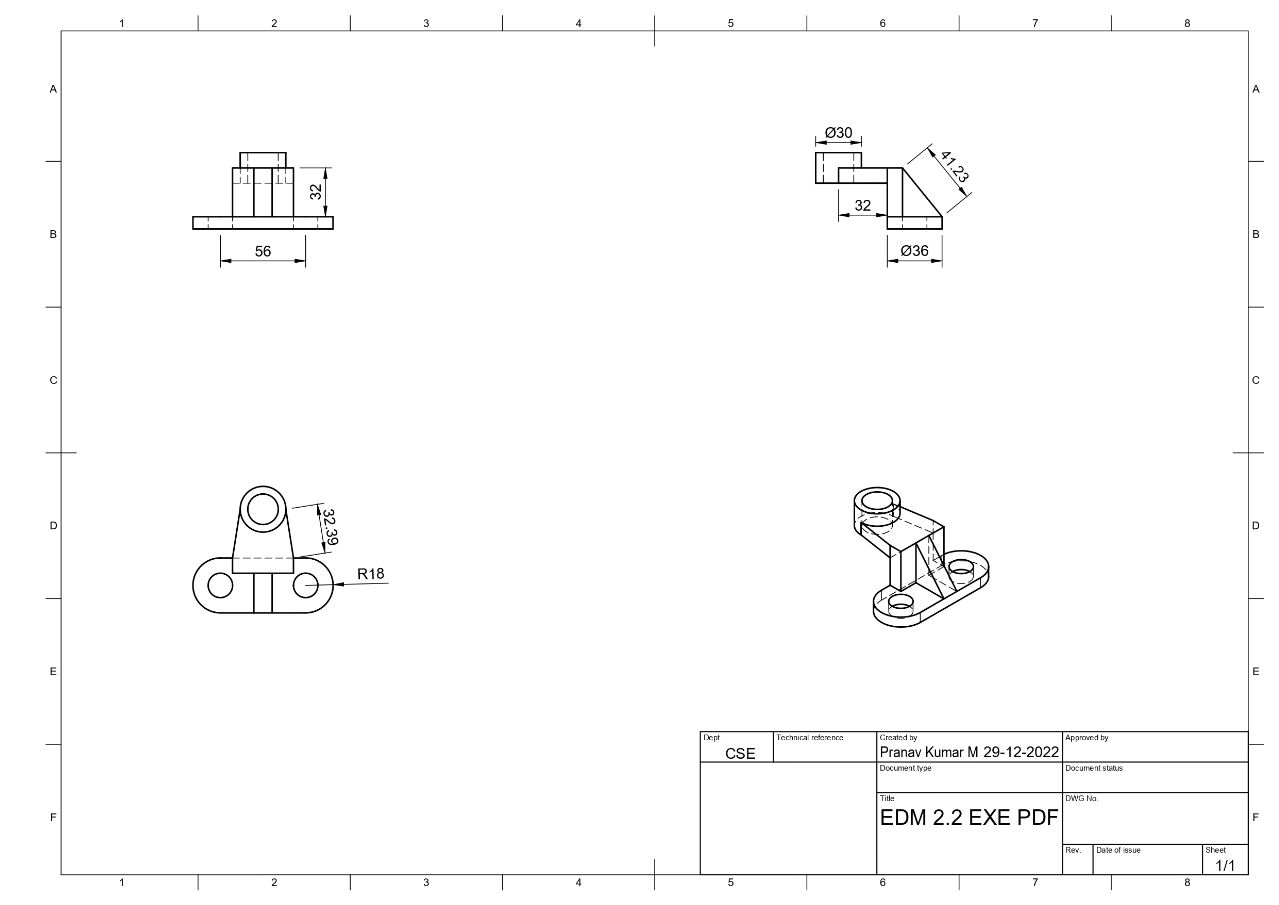 1 2 3 4 5 6 7 8
A A
Ø30
41.23
32
32
B B
56
Ø36
C C
D D
32.39
R18
E E
Dept Technical reference Created by Approved by
CSE Pranav Kumar M 29-12-2022
Document type Document status
Title DWG No.
EDM 2.2 EXE PDF
F F
Rev. Date of issue Sheet
1/1
1 2 3 4 5 6 7 8